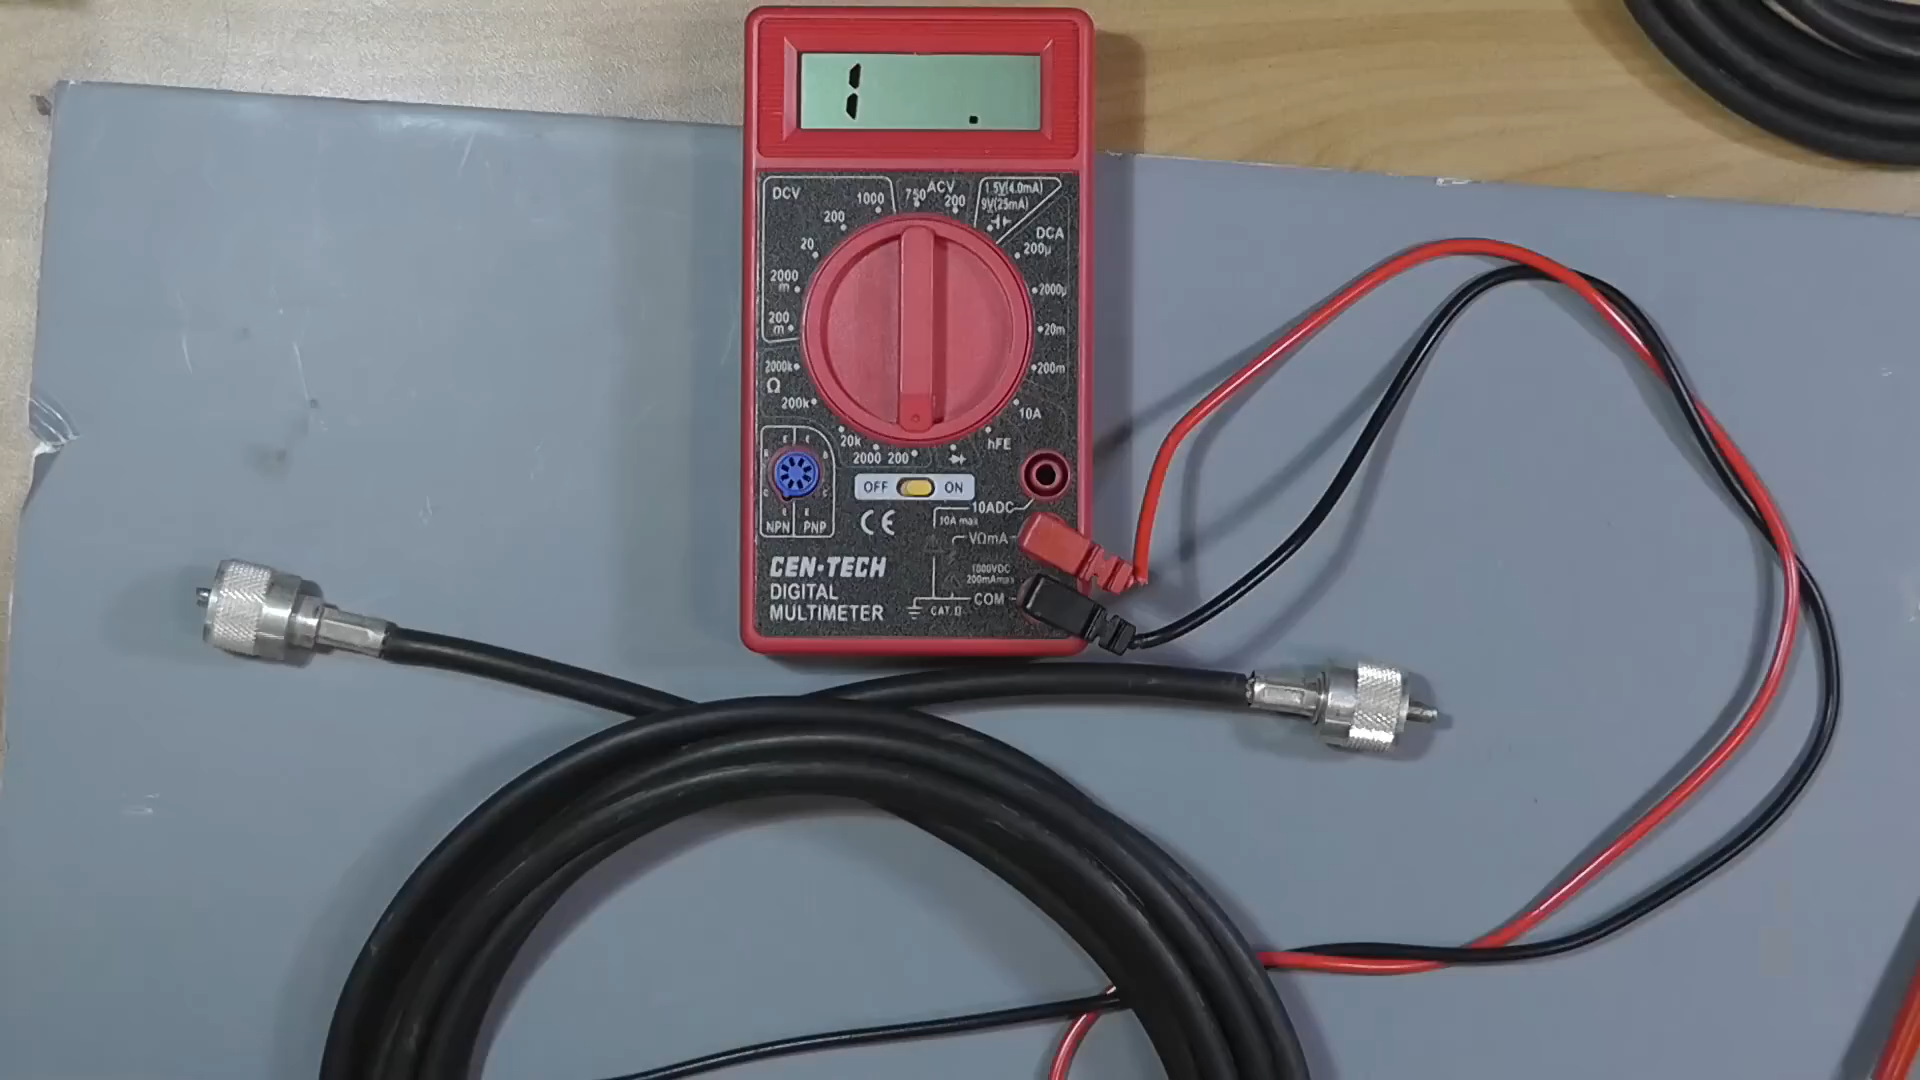 1 .
DCV
1000
750 ACV 200
1.5V(4.0mA)
9V(25mA)
200
DCA
20
200µ
2000
m
2000µ
200
m
20m
2000k
200m
Ω
200k
10A
20k
hFE
2000 200
OFF ON
10ADC
10A max
VΩmA
NPN PNP
CE
1000VDC
200mAmax
CEN-TECH
DIGITAL
MULTIMETER
COM
CAT. II